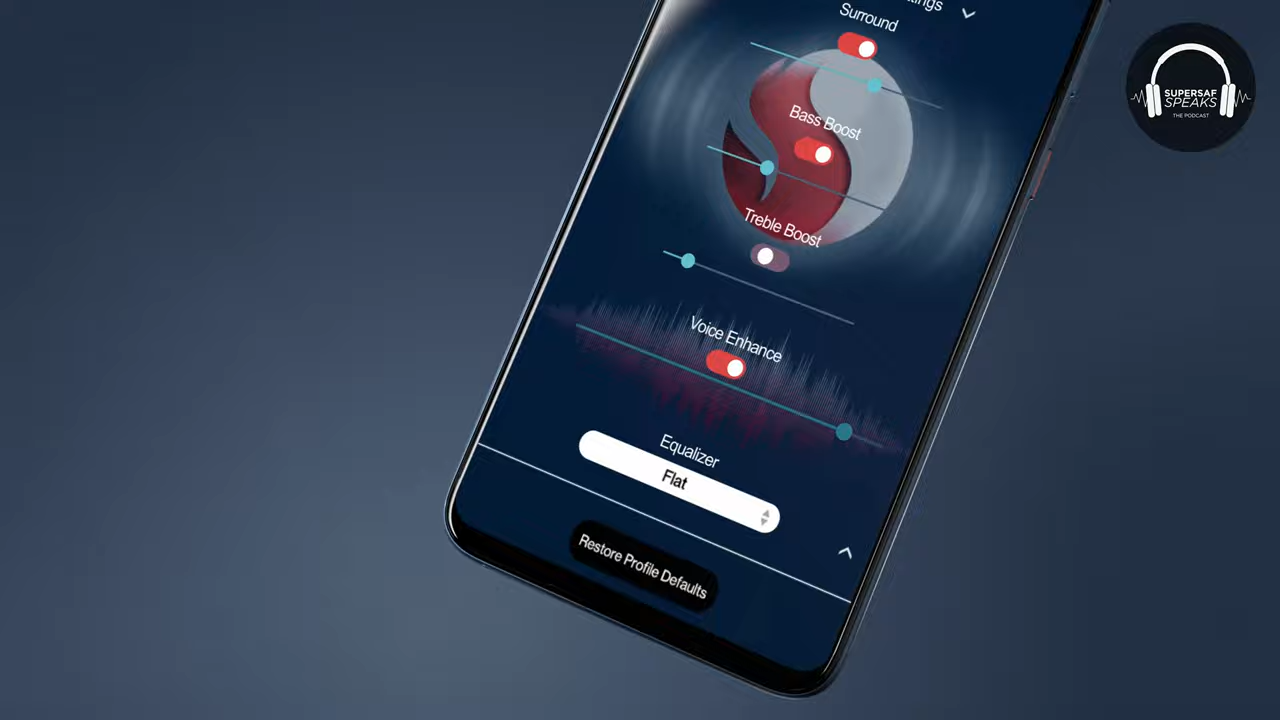 Surround
Bass Boost
Treble Boost
Voice Enhance
Equalizer
Flat
Restore Profile Defaults
SUPERSAF
SPEAKS
THE PODCAST